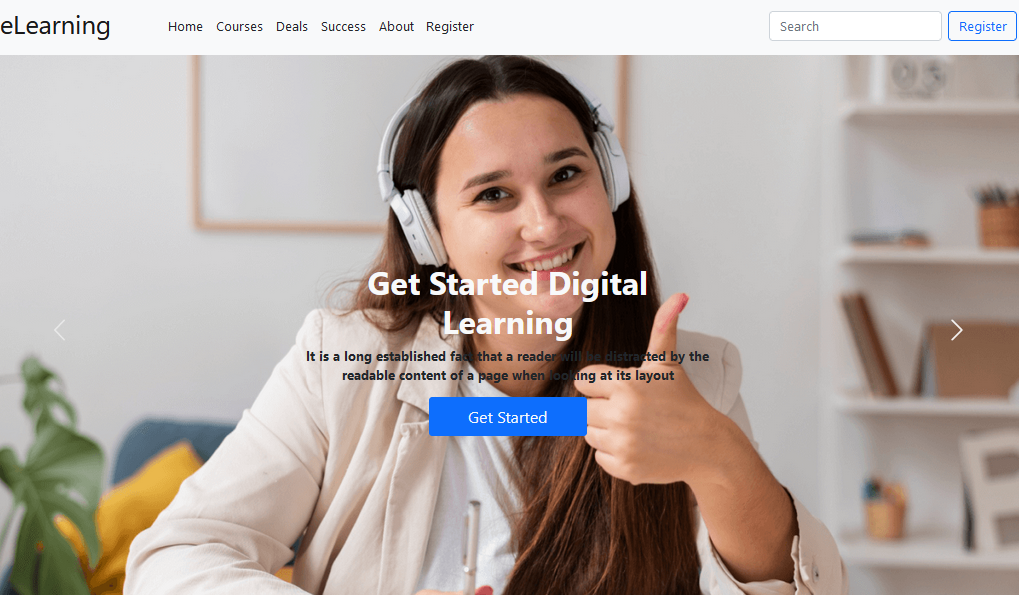 eLearning
Home Courses Deals Success About Register
Search
Register
Get Started Digital
Learning
It is a long established fact that a reader will be distracted by the
readable content of a page when looking at its layout
Get Started